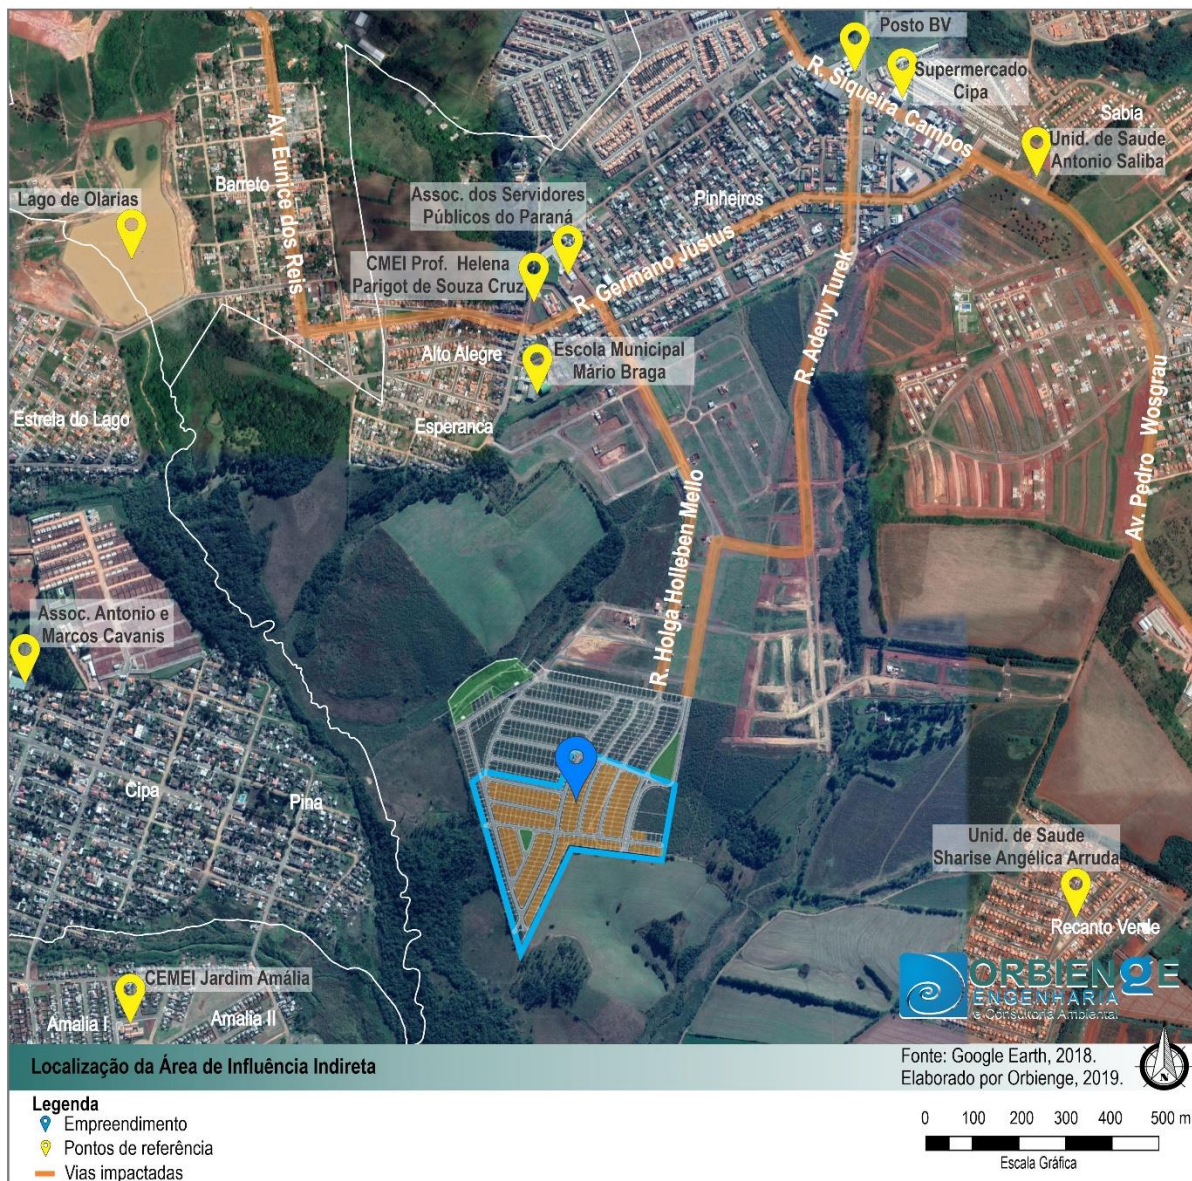 Posto BV
R. Siqueira Campos
Supermercado
Cipa
Sabia
Unid. de Saude
Antonio Saliba
Av. Eunice dos Reis
Barreto
Lago de Olarias
Assoc. dos Servidores
Públicos do Paraná
Pinheiros
CMEI Prof. Helena
Parigot de Souza Cruz
R. Germano Justus
R. Aderly Turek
Alto Alegre
Escola Municipal
Mário Braga
Estrela do Lago
Esperanca
Av. Pedro Wosgrau
R. Holga Holleben Mello
Assoc. Antonio e
Marcos Cavanis
Cipa
Pina
Unid. de Saude
Sharise Angélica Arruda
Recanto Verde
CEMEI Jardim Amália
Amalia I
Amalia II
ORBIENGE
ENGENHARIA
e Consultoria Ambiental
Localização da Área de Influência Indireta
Fonte: Google Earth, 2018.
Elaborado por Orbienge, 2019.
N
Legenda
Empreendimento
Pontos de referência
Vias impactadas
0 100 200 300 400 500 m
Escala Gráfica